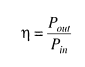 η = P_out / P_in